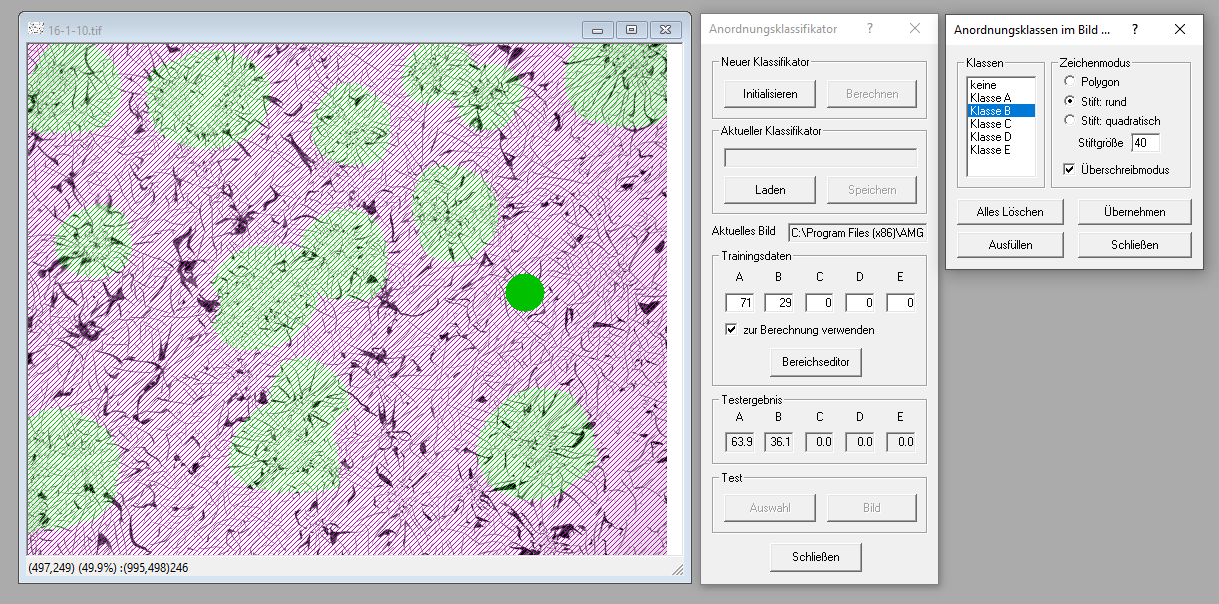 16-1-10.tif
(497,249) (49.9%) :(995,498)246
Anordnungsklassifikator
?
Neuer Klassifikator
Initialisieren
Berechnen
Aktueller Klassifikator
Laden
Speichern
Aktuelles Bild
C:\Program Files (x86)\AMG
Trainingsdaten
A B C D E
71 29 0 0 0
zur Berechnung verwenden
Bereichseditor
Testergebnis
A B C D E
63.9 36.1 0.0 0.0 0.0
Test
Auswahl
Bild
Schließen
Anordnungsklassen im Bild ...
?
Klassen
keine
Klasse A
Klasse B
Klasse C
Klasse D
Klasse E
Zeichenmodus
Polygon
Stift: rund
Stift: quadratisch
Stiftgröße 40
Überschreibmodus
Alles Löschen
Übernehmen
Ausfüllen
Schließen